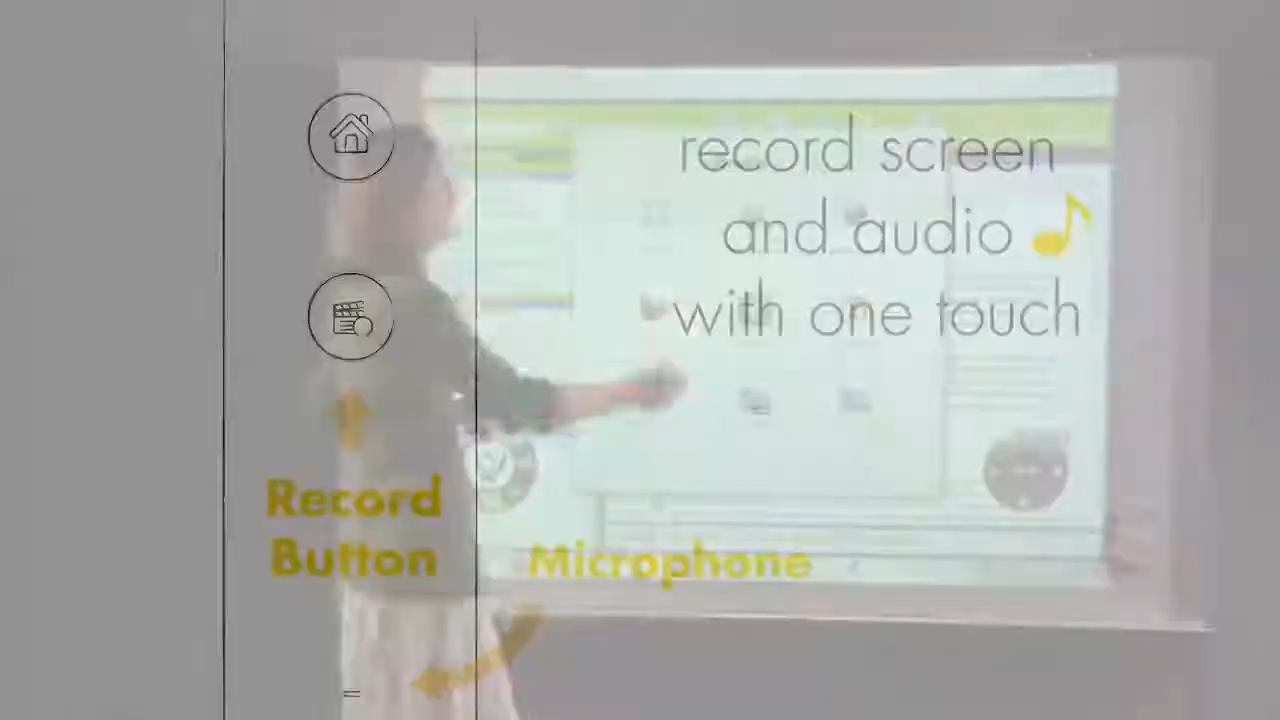 record screen
and audio
with one touch
Record
Button
Microphone